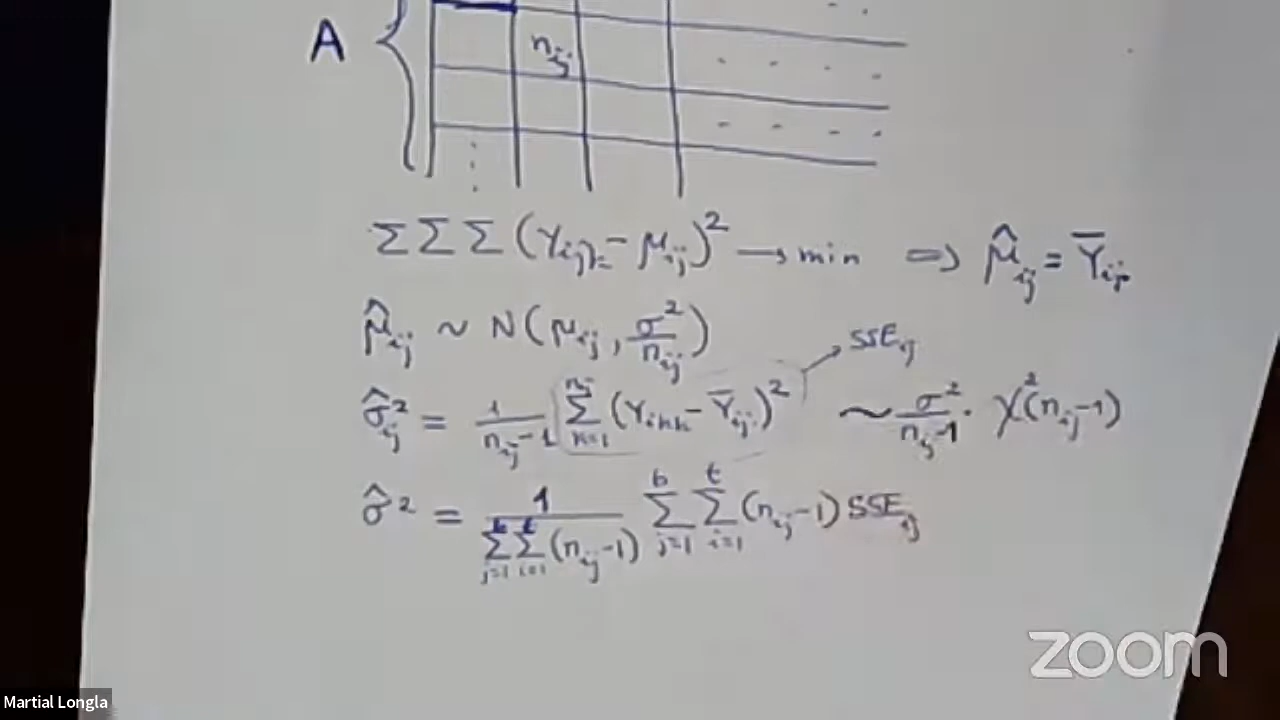 A { n_ij
ΣΣΣ(Y_ijk - μ_ij)² → min ⇒ μ̂_ij = Ȳ_ij.
μ̂_ij ~ N(μ_ij, σ²/n_ij)
σ̂²_ij = 1/(n_ij-1) Σ_{k=1}^{n_ij} (Y_ijk - Ȳ_ij.)² → SSE_ij ~ σ²/(n_ij-1) · χ²(n_ij-1)
σ̂² = 1/(Σ_{j=1}^{b} Σ_{i=1}^{t} (n_ij-1)) Σ_{j=1}^{b} Σ_{i=1}^{t} (n_ij-1) SSE_ij
zoom
Martial Longla